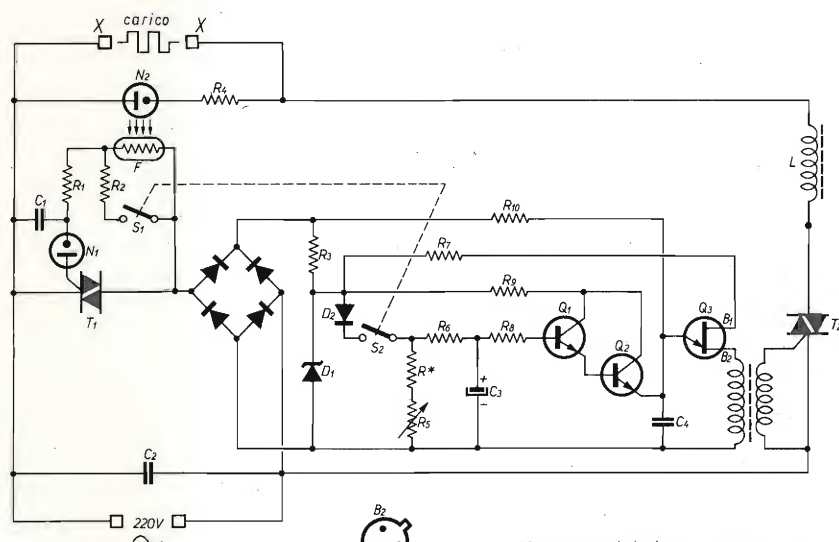 X carico X
N2
R4
F
R1 R2
C1 S1
N1
T1
L
R10
R3 R7
R9
D2 Q1 Q3 B1
S2 R6 R8 Q2 B2
T2
R*
D1 C3 + −
R5 C4
C2
220V
B2